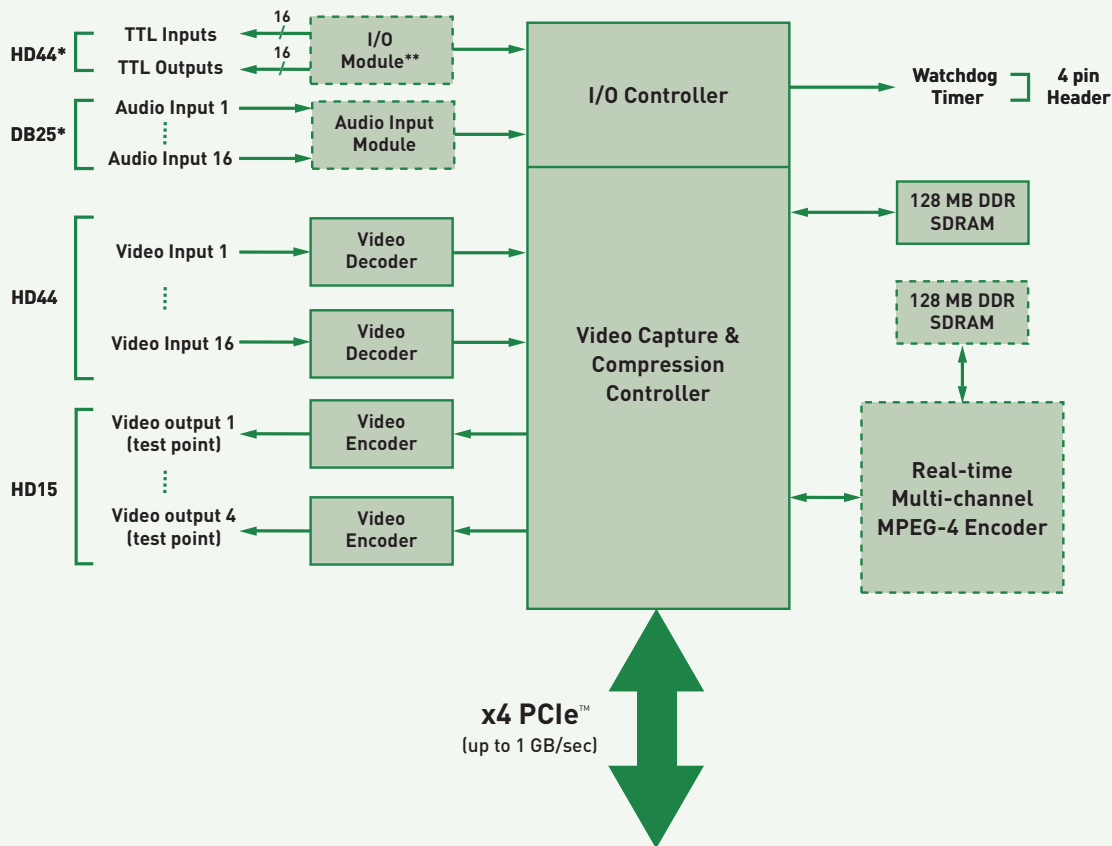 HD44*
TTL Inputs
16
TTL Outputs
16
I/O
Module**
DB25*
Audio Input 1
Audio Input 16
Audio Input
Module
I/O Controller
Watchdog
Timer
4 pin
Header
HD44
Video Input 1
Video Input 16
Video
Decoder
Video
Decoder
HD15
Video output 1
(test point)
Video output 4
(test point)
Video
Encoder
Video
Encoder
Video Capture &
Compression
Controller
128 MB DDR
SDRAM
128 MB DDR
SDRAM
Real-time
Multi-channel
MPEG-4 Encoder
x4 PCIe™
(up to 1 GB/sec)